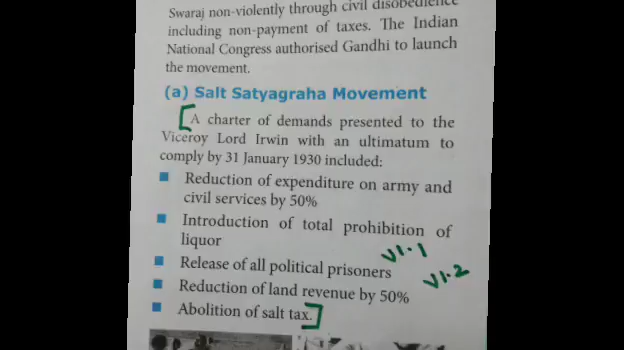 Swaraj non-violently through civil disobedience
including non-payment of taxes. The Indian
National Congress authorised Gandhi to launch
the movement.
(a) Salt Satyagraha Movement
[A charter of demands presented to the
Viceroy Lord Irwin with an ultimatum to
comply by 31 January 1930 included:
■ Reduction of expenditure on army and
civil services by 50%
■ Introduction of total prohibition of
liquor
■ Release of all political prisoners V1.1
■ Reduction of land revenue by 50% V1.2
■ Abolition of salt tax.]